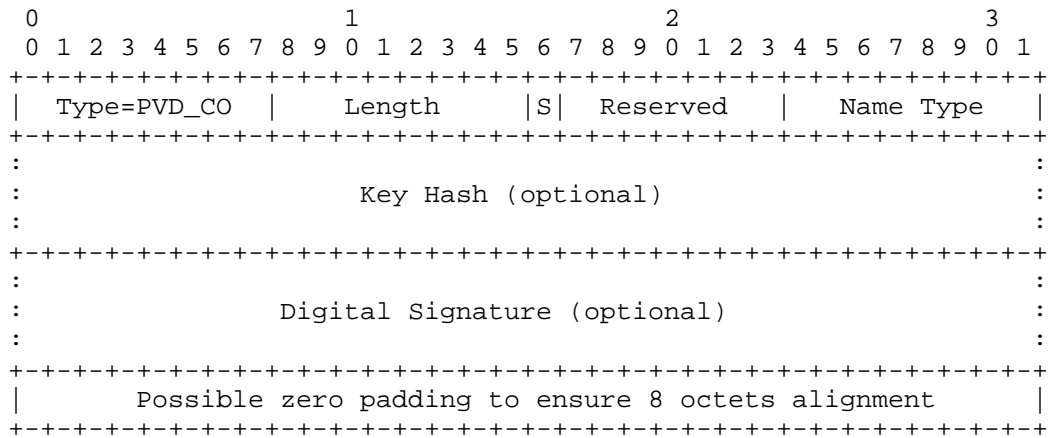 0                   1                   2                   3
 0 1 2 3 4 5 6 7 8 9 0 1 2 3 4 5 6 7 8 9 0 1 2 3 4 5 6 7 8 9 0 1
+-+-+-+-+-+-+-+-+-+-+-+-+-+-+-+-+-+-+-+-+-+-+-+-+-+-+-+-+-+-+-+-+
|  Type=PVD_CO  |    Length     |S|  Reserved   |   Name Type   |
+-+-+-+-+-+-+-+-+-+-+-+-+-+-+-+-+-+-+-+-+-+-+-+-+-+-+-+-+-+-+-+-+
:                                                               :
:                     Key Hash (optional)                       :
:                                                               :
+-+-+-+-+-+-+-+-+-+-+-+-+-+-+-+-+-+-+-+-+-+-+-+-+-+-+-+-+-+-+-+-+
:                                                               :
:                Digital Signature (optional)                   :
:                                                               :
+-+-+-+-+-+-+-+-+-+-+-+-+-+-+-+-+-+-+-+-+-+-+-+-+-+-+-+-+-+-+-+-+
|       Possible zero padding to ensure 8 octets alignment      |
+-+-+-+-+-+-+-+-+-+-+-+-+-+-+-+-+-+-+-+-+-+-+-+-+-+-+-+-+-+-+-+-+